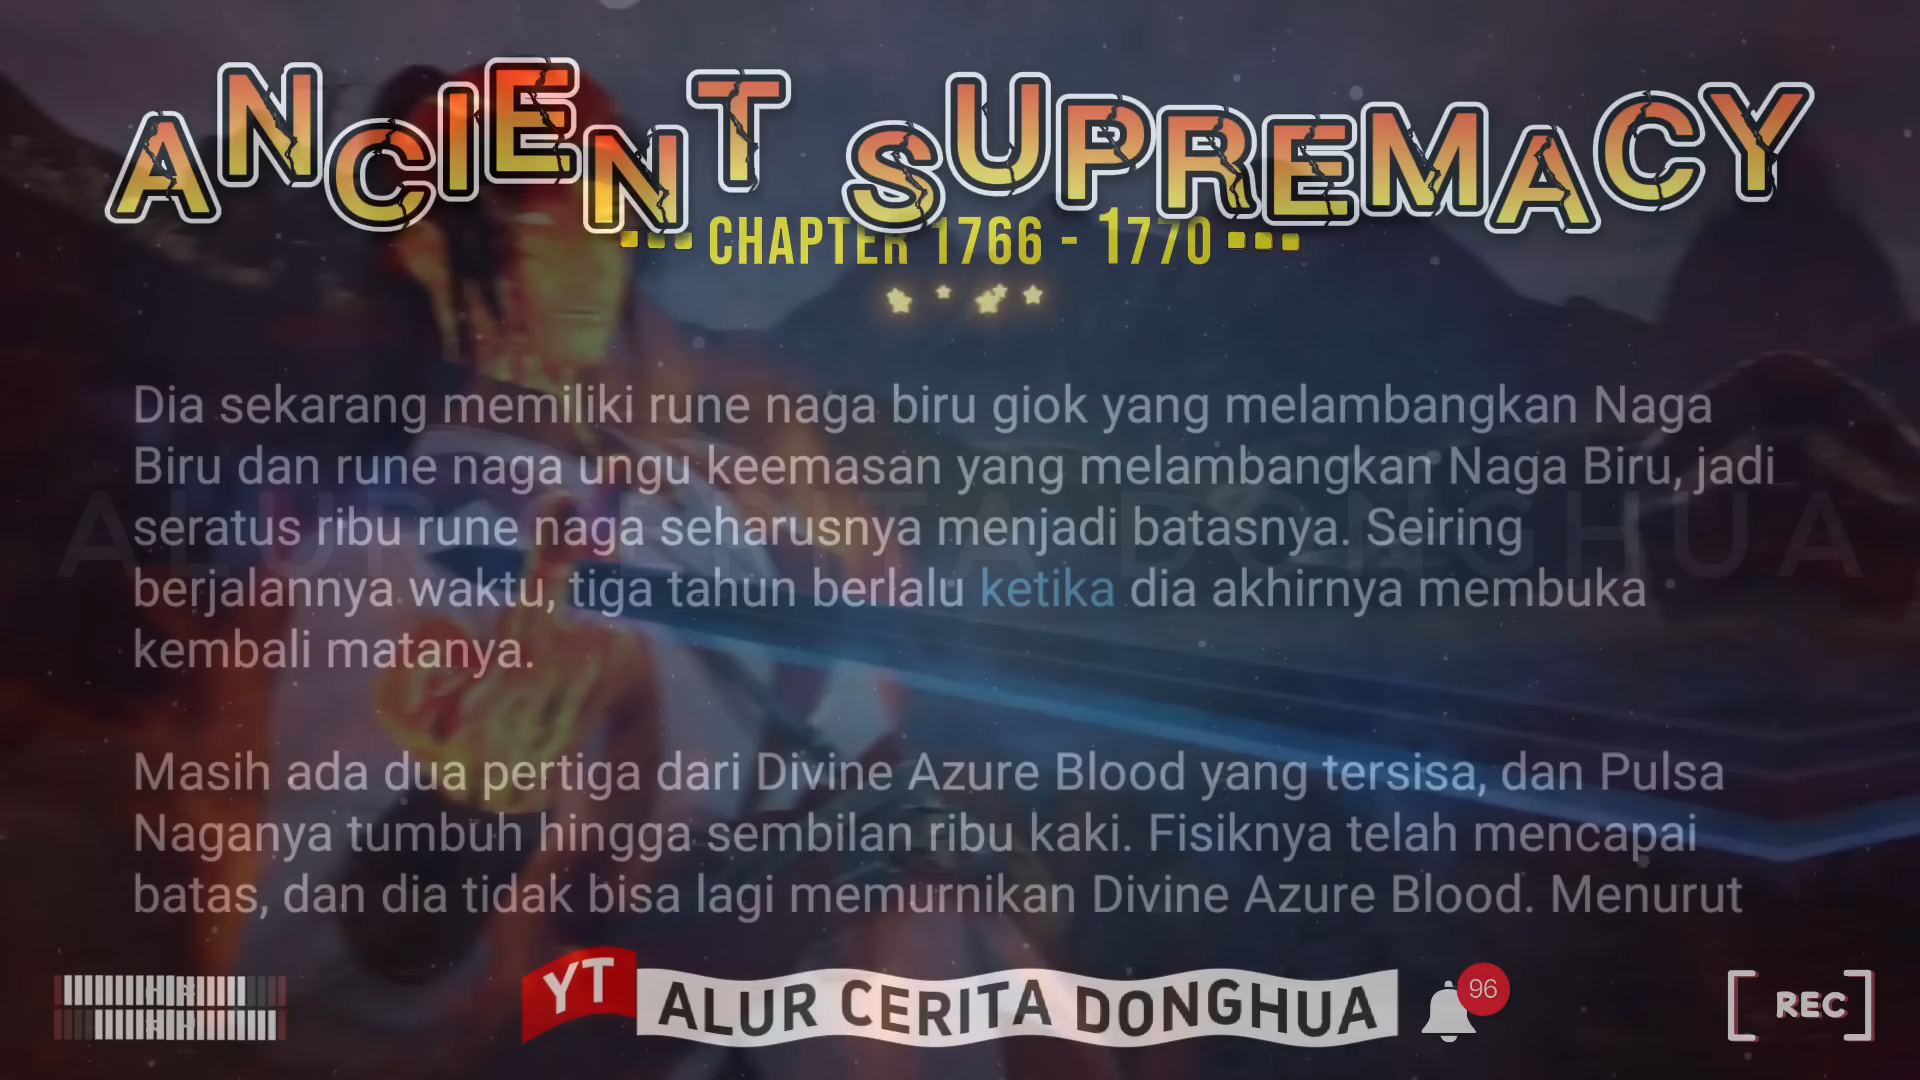 ANCIENT SUPREMACY
CHAPTER 1766 - 1770
Dia sekarang memiliki rune naga biru giok yang melambangkan Naga
Biru dan rune naga ungu keemasan yang melambangkan Naga Biru, jadi
seratus ribu rune naga seharusnya menjadi batasnya. Seiring
berjalannya waktu, tiga tahun berlalu ketika dia akhirnya membuka
kembali matanya.
Masih ada dua pertiga dari Divine Azure Blood yang tersisa, dan Pulsa
Naganya tumbuh hingga sembilan ribu kaki. Fisiknya telah mencapai
batas, dan dia tidak bisa lagi memurnikan Divine Azure Blood. Menurut
ALUR CERITA DONGHUA
YT ALUR CERITA DONGHUA 96
REC